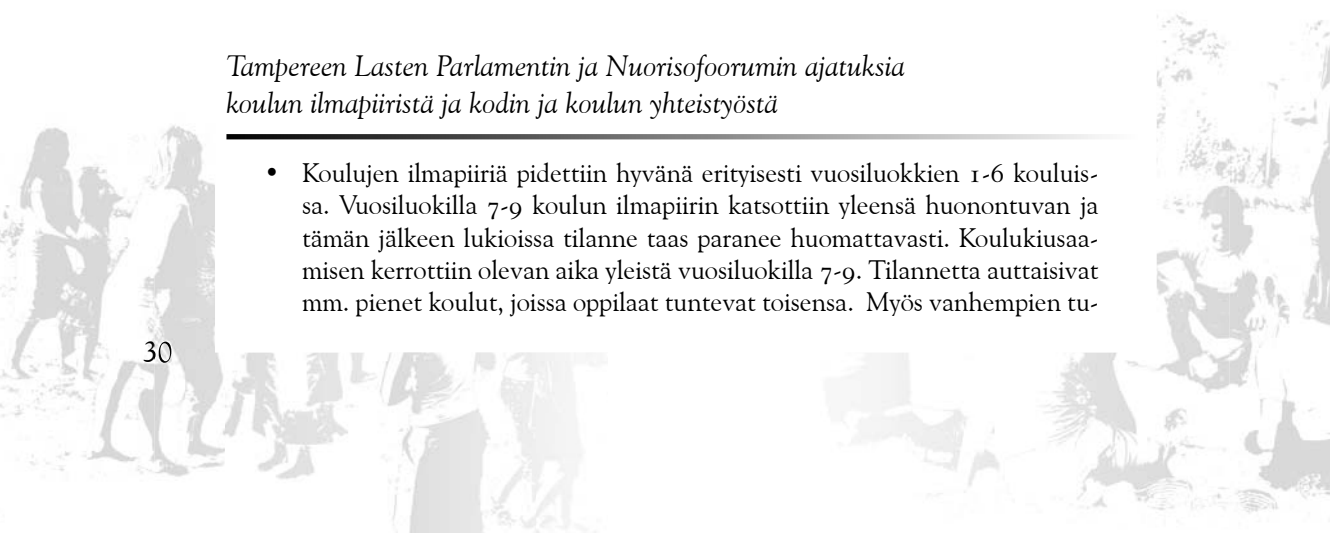 Tampereen Lasten Parlamentin ja Nuorisofoorumin ajatuksia
koulun ilmapiiristä ja kodin ja koulun yhteistyöstä
• Koulujen ilmapiiriä pidettiin hyvänä erityisesti vuosiluokkien 1-6 kouluis-
sa. Vuosiluokilla 7-9 koulun ilmapiirin katsottiin yleensä huonontuvan ja
tämän jälkeen lukioissa tilanne taas paranee huomattavasti. Koulukiusaa-
misen kerrottiin olevan aika yleistä vuosiluokilla 7-9. Tilannetta auttaisivat
mm. pienet koulut, joissa oppilaat tuntevat toisensa. Myös vanhempien tu-
30